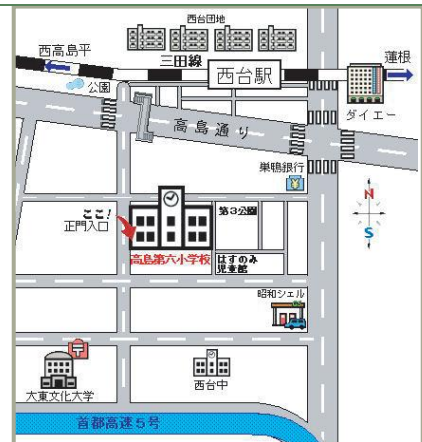 西台団地
西高島平
三田線
西台駅
蓮根
公園
ダイエー
高島通り
巣鴨銀行
N
S
ここ!
正門入口
第3公園
高島第六小学校
はすのみ
児童館
昭和シェル
大東文化大学
西台中
首都高速5号